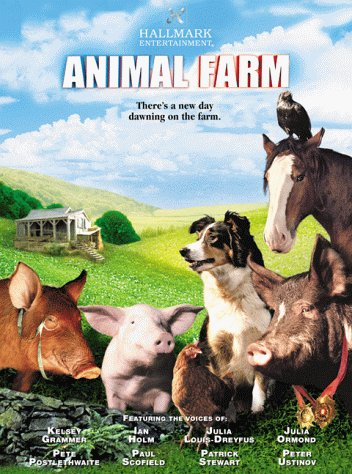 HALLMARK
ENTERTAINMENT®
ANIMAL FARM
There's a new day
dawning on the farm.
FEATURING THE VOICES OF:
KELSEY GRAMMER
IAN HOLM
JULIA LOUIS-DREYFUS
JULIA ORMOND
PETE POSTLETHWAITE
PAUL SCOFIELD
PATRICK STEWART
PETER USTINOV